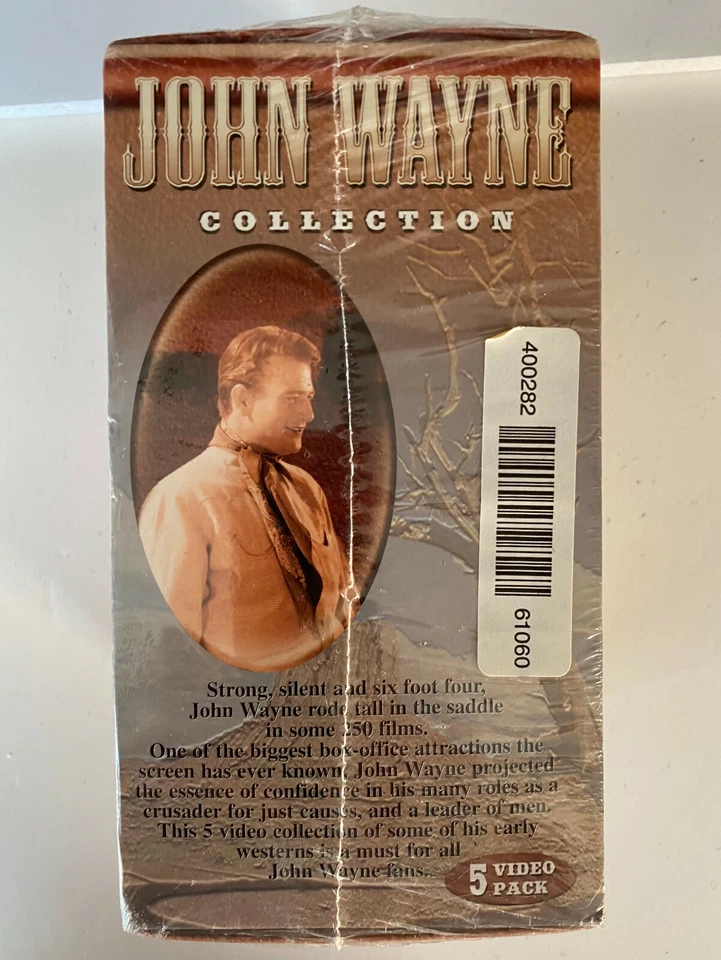 JOHN WAYNE
COLLECTION
400282
61060
Strong, silent and six foot four,
John Wayne rode tall in the saddle
in some 250 films.
One of the biggest box-office attractions the
screen has ever known, John Wayne projected
the essence of confidence in his many roles as a
crusader for just causes, and a leader of men.
This 5 video collection of some of his early
westerns is a must for all
John Wayne fans.
5 VIDEO
PACK